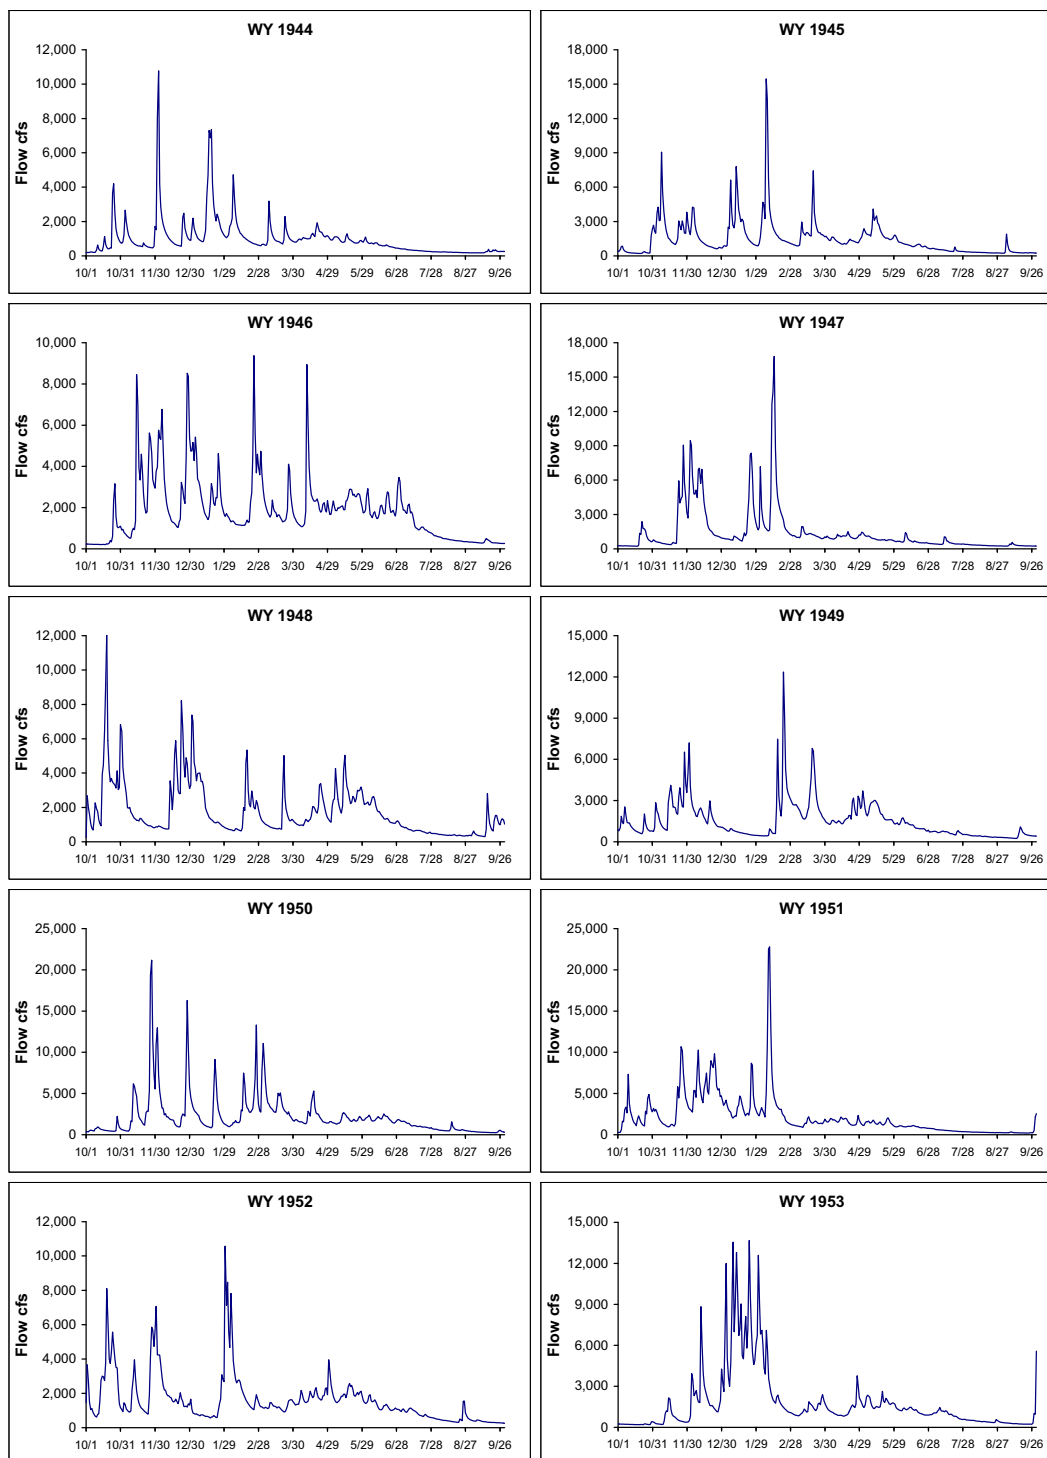 WY 1944
Flow cfs
12,000
10,000
8,000
6,000
4,000
2,000
0
10/1 10/31 11/30 12/30 1/29 2/28 3/30 4/29 5/29 6/28 7/28 8/27 9/26
WY 1945
Flow cfs
18,000
15,000
12,000
9,000
6,000
3,000
0
10/1 10/31 11/30 12/30 1/29 2/28 3/30 4/29 5/29 6/28 7/28 8/27 9/26
WY 1946
Flow cfs
10,000
8,000
6,000
4,000
2,000
0
10/1 10/31 11/30 12/30 1/29 2/28 3/30 4/29 5/29 6/28 7/28 8/27 9/26
WY 1947
Flow cfs
18,000
15,000
12,000
9,000
6,000
3,000
0
10/1 10/31 11/30 12/30 1/29 2/28 3/30 4/29 5/29 6/28 7/28 8/27 9/26
WY 1948
Flow cfs
12,000
10,000
8,000
6,000
4,000
2,000
0
10/1 10/31 11/30 12/30 1/29 2/28 3/30 4/29 5/29 6/28 7/28 8/27 9/26
WY 1949
Flow cfs
15,000
12,000
9,000
6,000
3,000
0
10/1 10/31 11/30 12/30 1/29 2/28 3/30 4/29 5/29 6/28 7/28 8/27 9/26
WY 1950
Flow cfs
25,000
20,000
15,000
10,000
5,000
0
10/1 10/31 11/30 12/30 1/29 2/28 3/30 4/29 5/29 6/28 7/28 8/27 9/26
WY 1951
Flow cfs
25,000
20,000
15,000
10,000
5,000
0
10/1 10/31 11/30 12/30 1/29 2/28 3/30 4/29 5/29 6/28 7/28 8/27 9/26
WY 1952
Flow cfs
12,000
10,000
8,000
6,000
4,000
2,000
0
10/1 10/31 11/30 12/30 1/29 2/28 3/30 4/29 5/29 6/28 7/28 8/27 9/26
WY 1953
Flow cfs
15,000
12,000
9,000
6,000
3,000
0
10/1 10/31 11/30 12/30 1/29 2/28 3/30 4/29 5/29 6/28 7/28 8/27 9/26